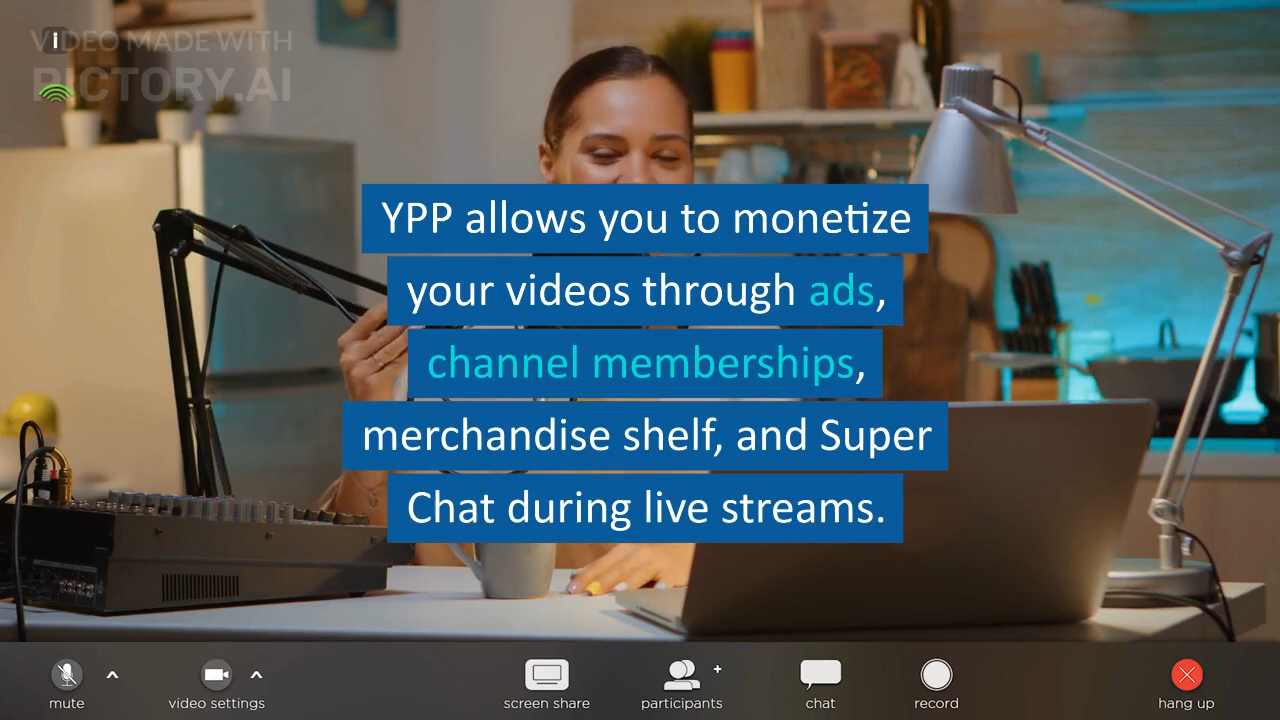 i
VIDEO MADE WITH
PICTORY.AI
YPP allows you to monetize
your videos through ads,
channel memberships,
merchandise shelf, and Super
Chat during live streams.
mute
video settings
screen share
participants
chat
record
hang up